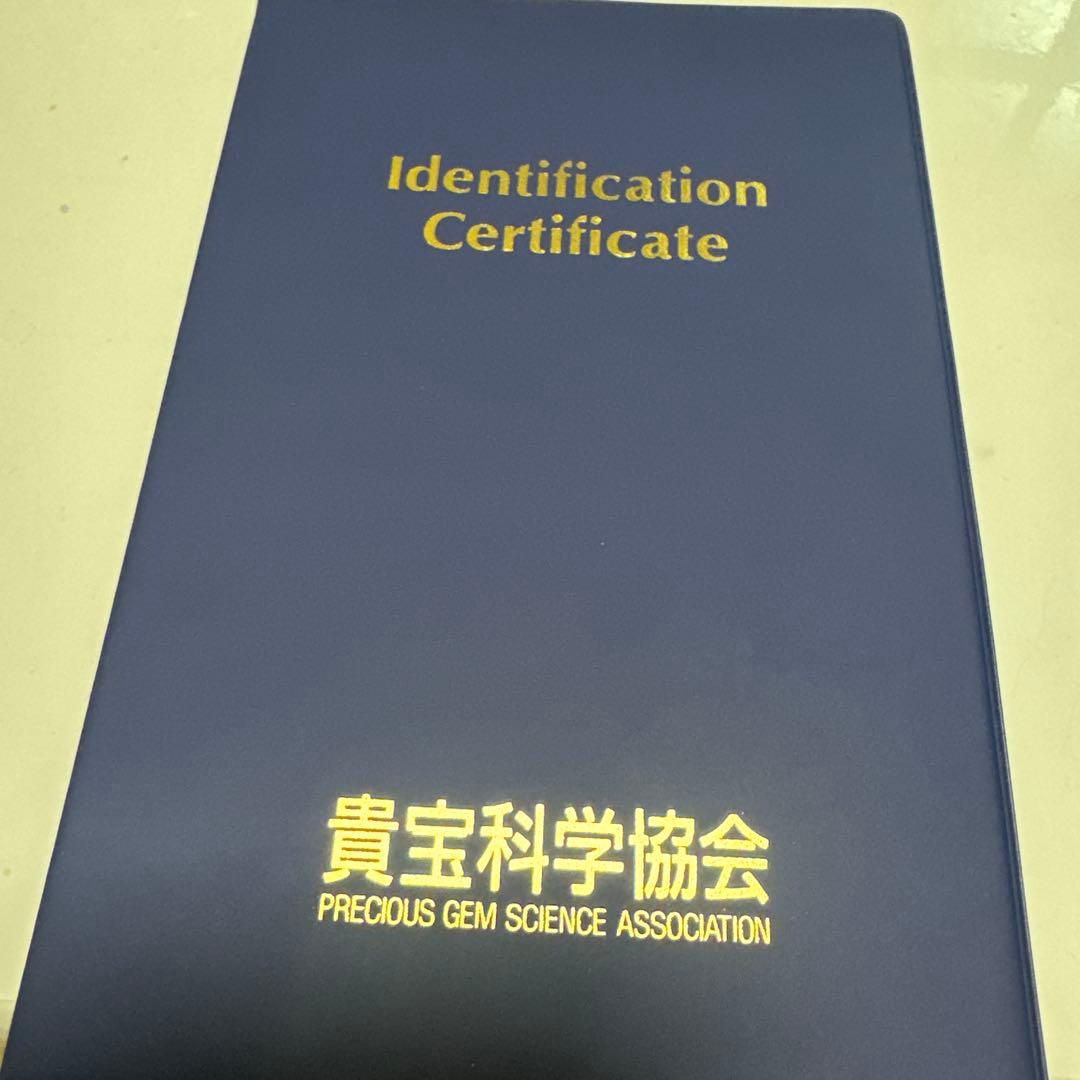 Identification
Certificate
貴宝科学協会
PRECIOUS GEM SCIENCE ASSOCIATION